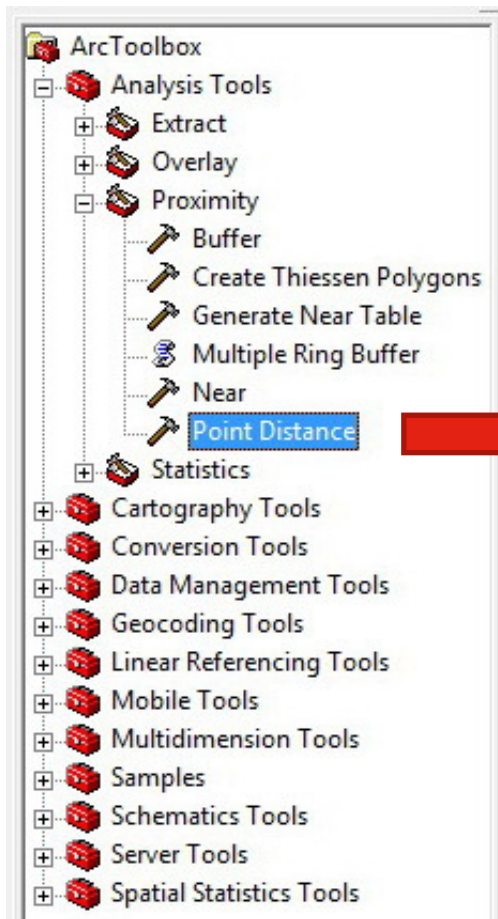 ArcToolbox
Analysis Tools
Extract
Overlay
Proximity
Buffer
Create Thiessen Polygons
Generate Near Table
Multiple Ring Buffer
Near
Point Distance
Statistics
Cartography Tools
Conversion Tools
Data Management Tools
Geocoding Tools
Linear Referencing Tools
Mobile Tools
Multidimension Tools
Samples
Schematics Tools
Server Tools
Spatial Statistics Tools